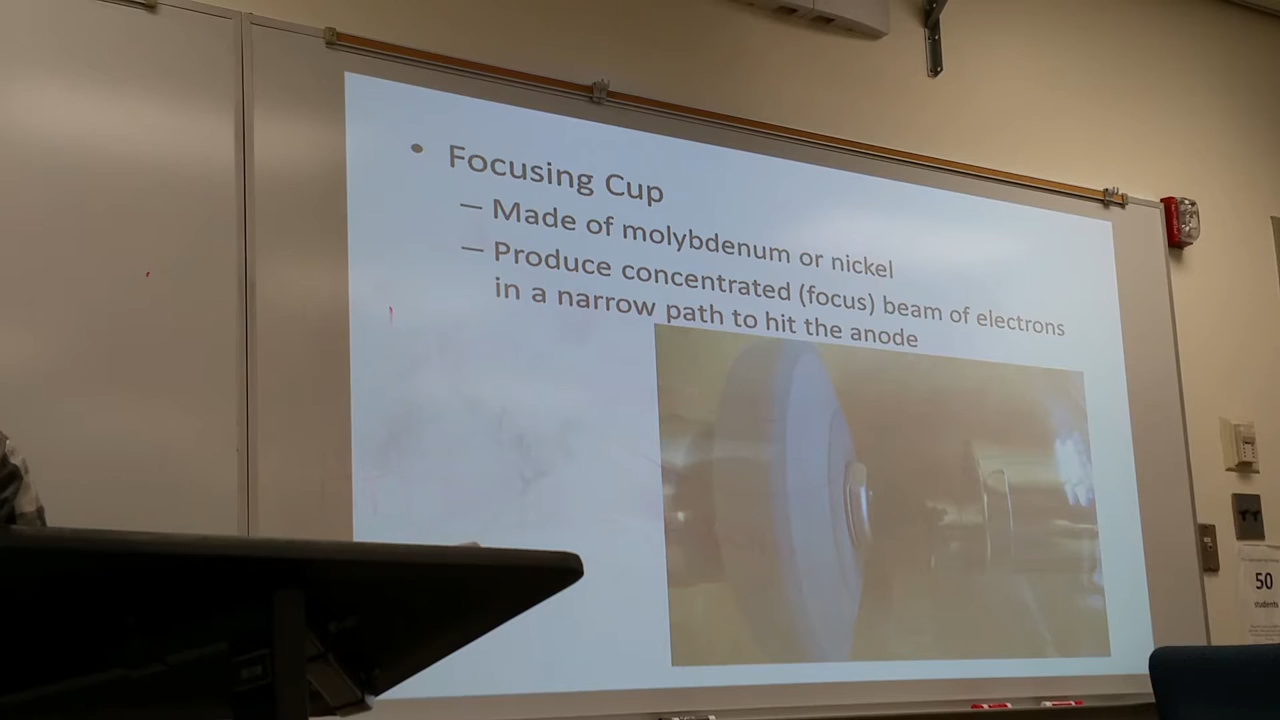 • Focusing Cup
– Made of molybdenum or nickel
– Produce concentrated (focus) beam of electrons
in a narrow path to hit the anode
50
students